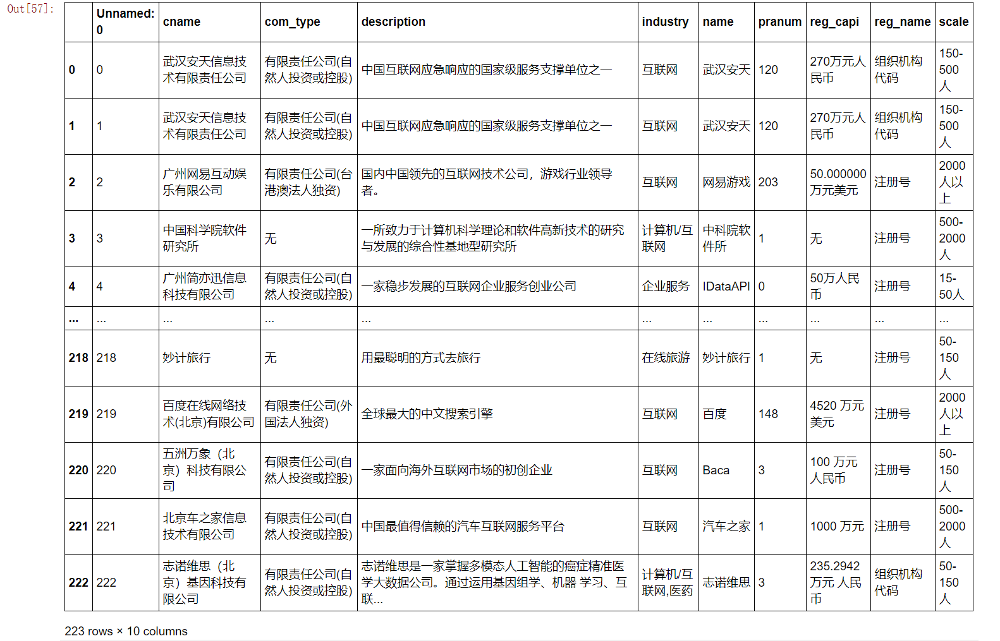 Out[57]:
Unnamed: 0 cname com_type description industry name pranum reg_capi reg_name scale
0 0 武汉安天信息技术有限责任公司 有限责任公司(自然人投资或控股) 中国互联网应急响应的国家级服务支撑单位之一 互联网 武汉安天 120 270万元人民币 组织机构代码 150-500人
1 1 武汉安天信息技术有限责任公司 有限责任公司(自然人投资或控股) 中国互联网应急响应的国家级服务支撑单位之一 互联网 武汉安天 120 270万元人民币 组织机构代码 150-500人
2 2 广州网易互动娱乐有限公司 有限责任公司(台港澳法人独资) 国内中国领先的互联网技术公司，游戏行业领导者。 互联网 网易游戏 203 50.000000万元美元 注册号 2000人以上
3 3 中国科学院软件研究所 无 一所致力于计算机科学理论和软件高新技术的研究与发展的综合性基地型研究所 计算机/互联网 中科院软件所 1 无 注册号 500-2000人
4 4 广州简亦迅信息科技有限公司 有限责任公司(自然人投资或控股) 一家稳步发展的互联网企业服务创业公司 企业服务 IDataAPI 0 50万人民币 注册号 15-50人
... ... ... ... ... ... ... ... ... ... ...
218 218 妙计旅行 无 用最聪明的方式去旅行 在线旅游 妙计旅行 1 无 注册号 50-150人
219 219 百度在线网络技术(北京)有限公司 有限责任公司(外国法人独资) 全球最大的中文搜索引擎 互联网 百度 148 4520 万元美元 注册号 2000人以上
220 220 五洲万象（北京）科技有限公司 有限责任公司(自然人投资或控股) 一家面向海外互联网市场的初创企业 互联网 Baca 3 100 万元人民币 注册号 50-150人
221 221 北京车之家信息技术有限公司 有限责任公司(自然人投资或控股) 中国最值得信赖的汽车互联网服务平台 互联网 汽车之家 1 1000 万元 注册号 500-2000人
222 222 志诺维思（北京）基因科技有限公司 有限责任公司(自然人投资或控股) 志诺维思是一家掌握多模态人工智能的癌症精准医学大数据公司。通过运用基因组学、机器 学习、互联... 计算机/互联网,医药 志诺维思 3 235.2942万元 人民币 组织机构代码 50-150人
223 rows × 10 columns